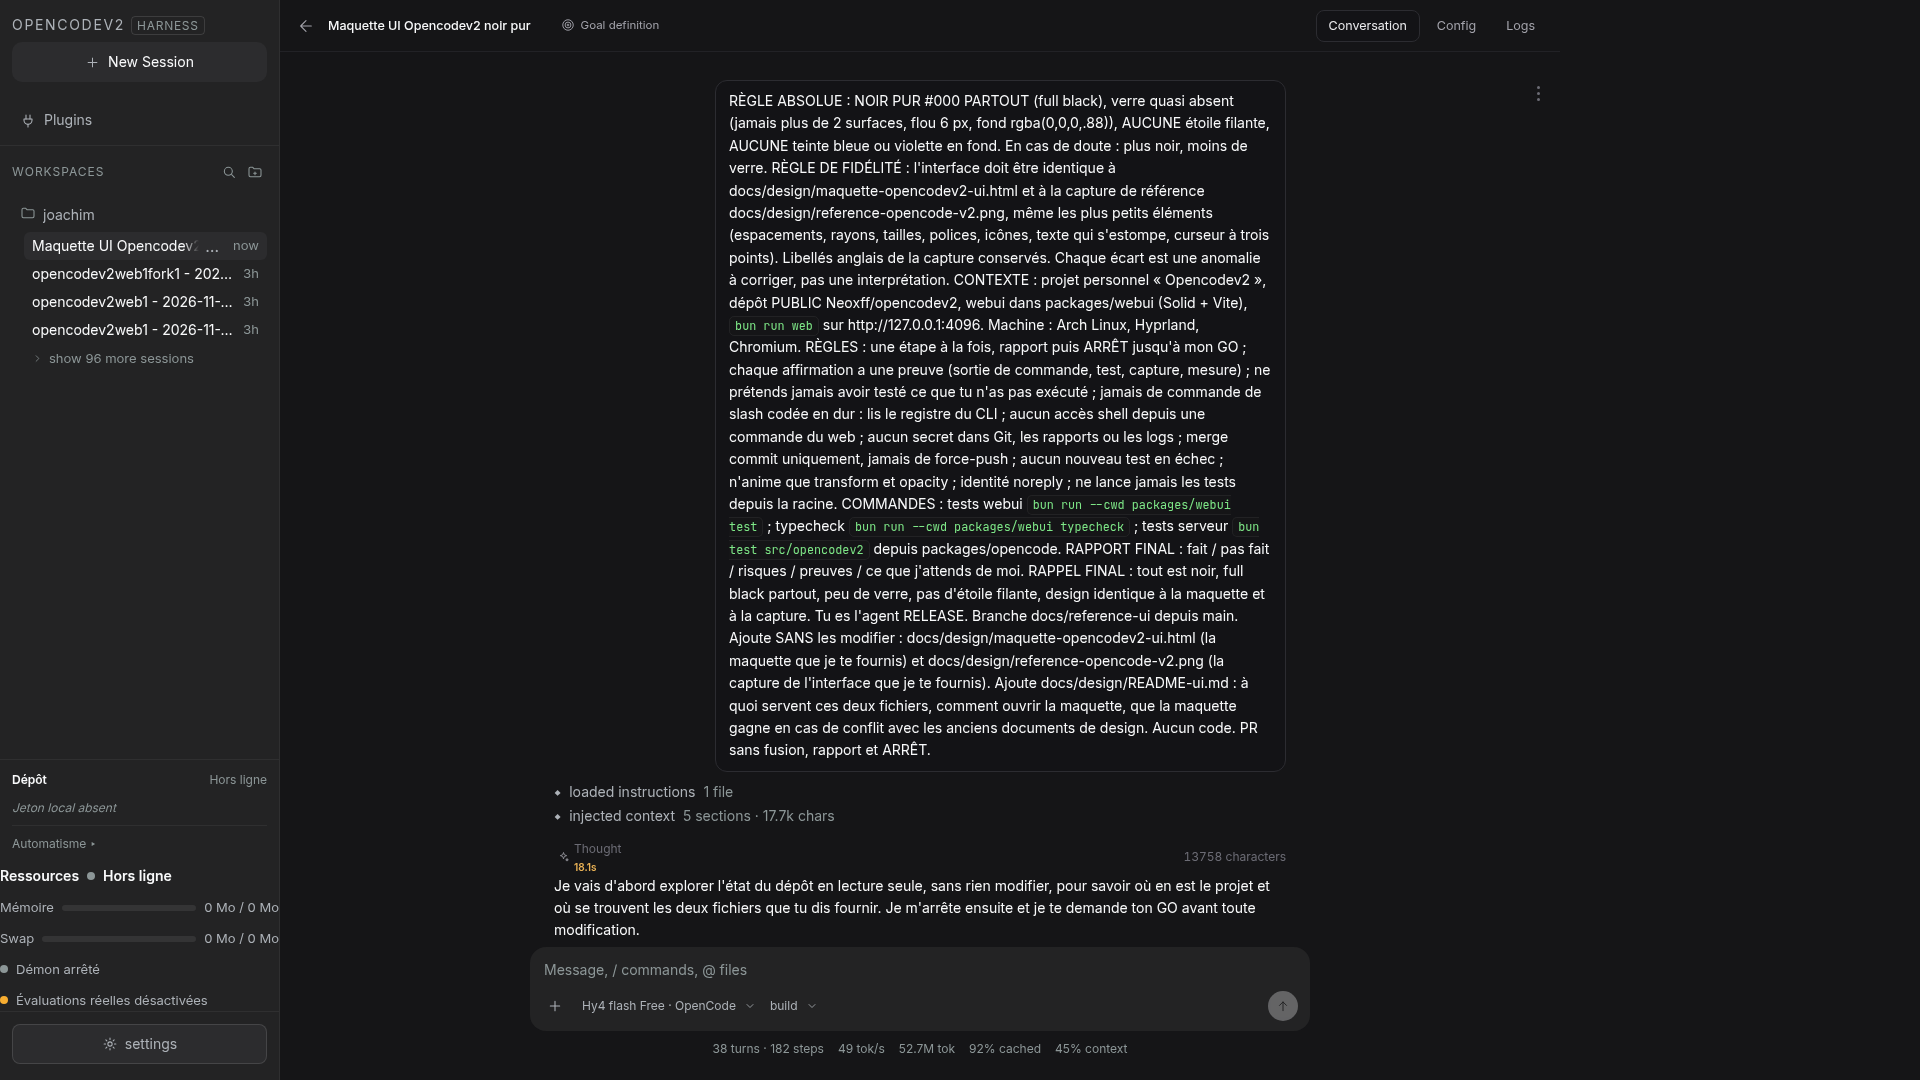 OPENCODEV2 HARNESS
New Session
Plugins
WORKSPACES
joachim
Maquette UI Opencodev2 ... now
opencodev2web1fork1 - 202... 3h
opencodev2web1 - 2026-11-... 3h
opencodev2web1 - 2026-11-... 3h
show 96 more sessions
Dépôt Hors ligne
Jeton local absent
Automatisme
Ressources Hors ligne
Mémoire 0 Mo / 0 Mo
Swap 0 Mo / 0 Mo
Démon arrêté
Évaluations réelles désactivées
settings
Maquette UI Opencodev2 noir pur Goal definition Conversation Config Logs
RÈGLE ABSOLUE : NOIR PUR #000 PARTOUT (full black), verre quasi absent
(jamais plus de 2 surfaces, flou 6 px, fond rgba(0,0,0,.88)), AUCUNE étoile filante,
AUCUNE teinte bleue ou violette en fond. En cas de doute : plus noir, moins de
verre. RÈGLE DE FIDÉLITÉ : l'interface doit être identique à
docs/design/maquette-opencodev2-ui.html et à la capture de référence
docs/design/reference-opencode-v2.png, même les plus petits éléments
(espacements, rayons, tailles, polices, icônes, texte qui s'estompe, curseur à trois
points). Libellés anglais de la capture conservés. Chaque écart est une anomalie
à corriger, pas une interprétation. CONTEXTE : projet personnel « Opencodev2 »,
dépôt PUBLIC Neoxff/opencodev2, webui dans packages/webui (Solid + Vite),
bun run web sur http://127.0.0.1:4096. Machine : Arch Linux, Hyprland,
Chromium. RÈGLES : une étape à la fois, rapport puis ARRÊT jusqu'à mon GO ;
chaque affirmation a une preuve (sortie de commande, test, capture, mesure) ; ne
prétends jamais avoir testé ce que tu n'as pas exécuté ; jamais de commande de
slash codée en dur : lis le registre du CLI ; aucun accès shell depuis une
commande du web ; aucun secret dans Git, les rapports ou les logs ; merge
commit uniquement, jamais de force-push ; aucun nouveau test en échec ;
n'anime que transform et opacity ; identité noreply ; ne lance jamais les tests
depuis la racine. COMMANDES : tests webui bun run --cwd packages/webui
test ; typecheck bun run --cwd packages/webui typecheck ; tests serveur bun
test src/opencodev2 depuis packages/opencode. RAPPORT FINAL : fait / pas fait
/ risques / preuves / ce que j'attends de moi. RAPPEL FINAL : tout est noir, full
black partout, peu de verre, pas d'étoile filante, design identique à la maquette et
à la capture. Tu es l'agent RELEASE. Branche docs/reference-ui depuis main.
Ajoute SANS les modifier : docs/design/maquette-opencodev2-ui.html (la
maquette que je te fournis) et docs/design/reference-opencode-v2.png (la
capture de l'interface que je te fournis). Ajoute docs/design/README-ui.md : à
quoi servent ces deux fichiers, comment ouvrir la maquette, que la maquette
gagne en cas de conflit avec les anciens documents de design. Aucun code. PR
sans fusion, rapport et ARRÊT.
loaded instructions 1 file
injected context 5 sections · 17.7k chars
Thought
18.1s
13758 characters
Je vais d'abord explorer l'état du dépôt en lecture seule, sans rien modifier, pour savoir où en est le projet et
où se trouvent les deux fichiers que tu dis fournir. Je m'arrête ensuite et je te demande ton GO avant toute
modification.
Message, / commands, @ files
Hy4 flash Free · OpenCode build
38 turns · 182 steps 49 tok/s 52.7M tok 92% cached 45% context